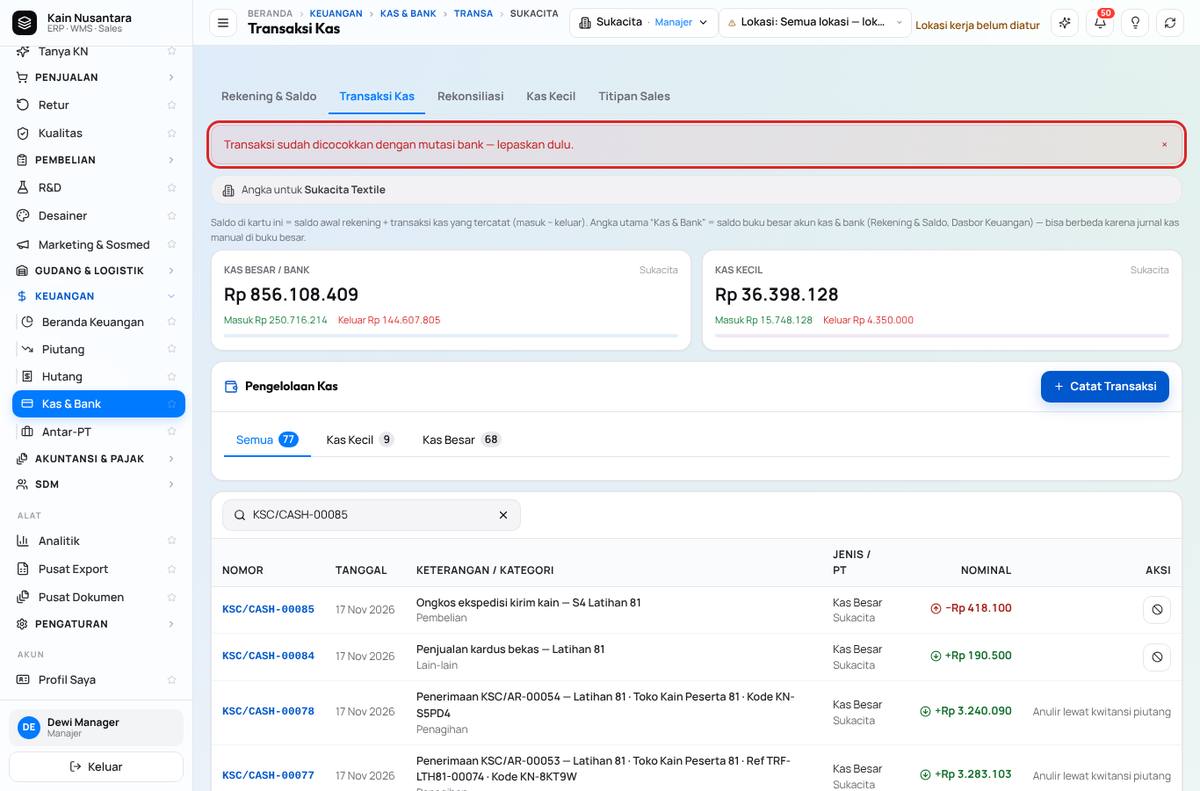 Kain Nusantara
ERP · WMS · Sales
BERANDA › KEUANGAN › KAS & BANK › TRANSA › SUKACITA
Transaksi Kas
Sukacita · Manajer
Lokasi: Semua lokasi — lok...
Lokasi kerja belum diatur
50
Tanya KN
PENJUALAN
Retur
Kualitas
PEMBELIAN
R&D
Desainer
Marketing & Sosmed
GUDANG & LOGISTIK
KEUANGAN
Beranda Keuangan
Piutang
Hutang
Kas & Bank
Antar-PT
AKUNTANSI & PAJAK
SDM
ALAT
Analitik
Pusat Export
Pusat Dokumen
PENGATURAN
AKUN
Profil Saya
DE
Dewi Manager
Manajer
Keluar
Rekening & Saldo
Transaksi Kas
Rekonsiliasi
Kas Kecil
Titipan Sales
Transaksi sudah dicocokkan dengan mutasi bank — lepaskan dulu.
×
Angka untuk Sukacita Textile
Saldo di kartu ini = saldo awal rekening + transaksi kas yang tercatat (masuk − keluar). Angka utama "Kas & Bank" = saldo buku besar akun kas & bank (Rekening & Saldo, Dasbor Keuangan) — bisa berbeda karena jurnal kas
manual di buku besar.
KAS BESAR / BANK
Sukacita
Rp 856.108.409
Masuk Rp 250.716.214 Keluar Rp 144.607.805
KAS KECIL
Sukacita
Rp 36.398.128
Masuk Rp 15.748.128 Keluar Rp 4.350.000
Pengelolaan Kas
+ Catat Transaksi
Semua 77
Kas Kecil 9
Kas Besar 68
KSC/CASH-00085
NOMOR
TANGGAL
KETERANGAN / KATEGORI
JENIS /
PT
NOMINAL
AKSI
KSC/CASH-00085
17 Nov 2026
Ongkos ekspedisi kirim kain — S4 Latihan 81
Pembelian
Kas Besar
Sukacita
−Rp 418.100
KSC/CASH-00084
17 Nov 2026
Penjualan kardus bekas — Latihan 81
Lain-lain
Kas Besar
Sukacita
+Rp 190.500
KSC/CASH-00078
17 Nov 2026
Penerimaan KSC/AR-00054 — Latihan 81 · Toko Kain Peserta 81 · Kode KN-
S5PD4
Penagihan
Kas Besar
Sukacita
+Rp 3.240.090
Anulir lewat kwitansi piutang
KSC/CASH-00077
17 Nov 2026
Penerimaan KSC/AR-00053 — Latihan 81 · Toko Kain Peserta 81 · Ref TRF-
LTH81-00074 · Kode KN-8KT9W
Penagihan
Kas Besar
Sukacita
+Rp 3.283.103
Anulir lewat kwitansi piutang